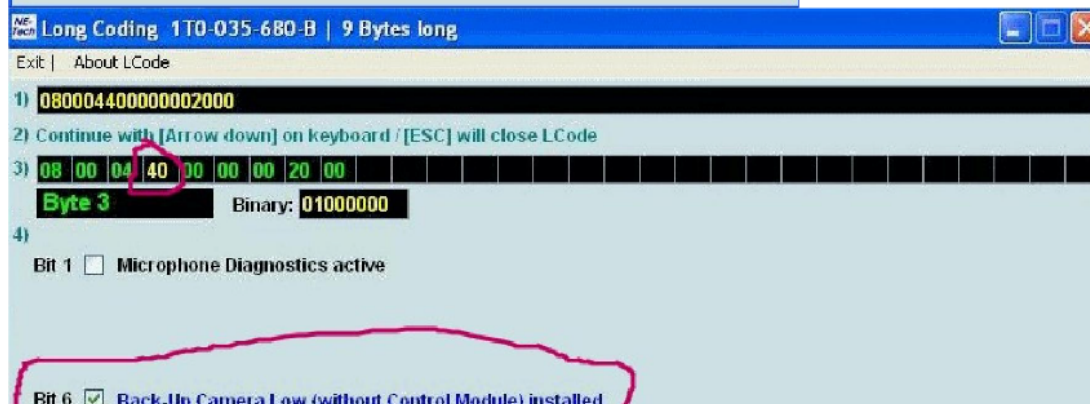 NE-Tech Long Coding 1T0-035-680-B | 9 Bytes long
Exit | About LCode
1) 080004400000002000
2) Continue with [Arrow down] on keyboard / [ESC] will close LCode
3) 08 00 04 40 00 00 00 20 00
Byte 3 Binary: 01000000
4)
Bit 1 Microphone Diagnostics active
Bit 6 Back-Up Camera Low (without Control Module) installed